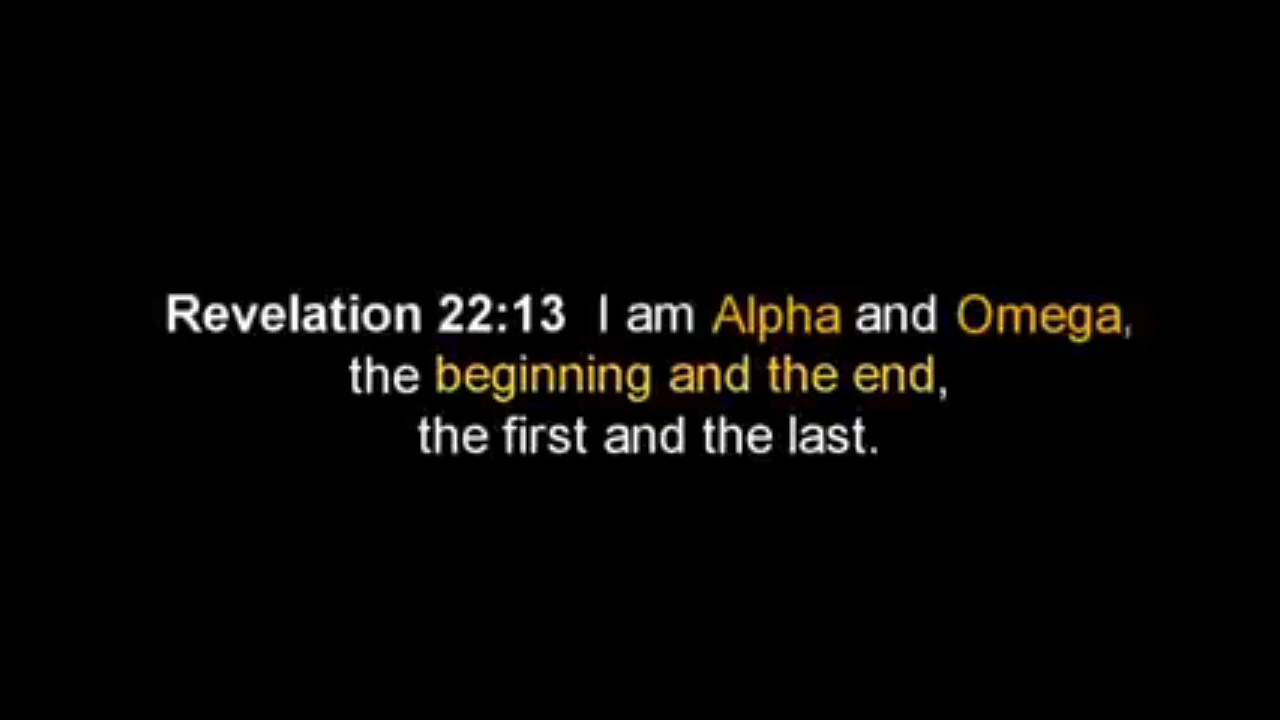 Revelation 22:13  I am Alpha and Omega,
the beginning and the end,
the first and the last.